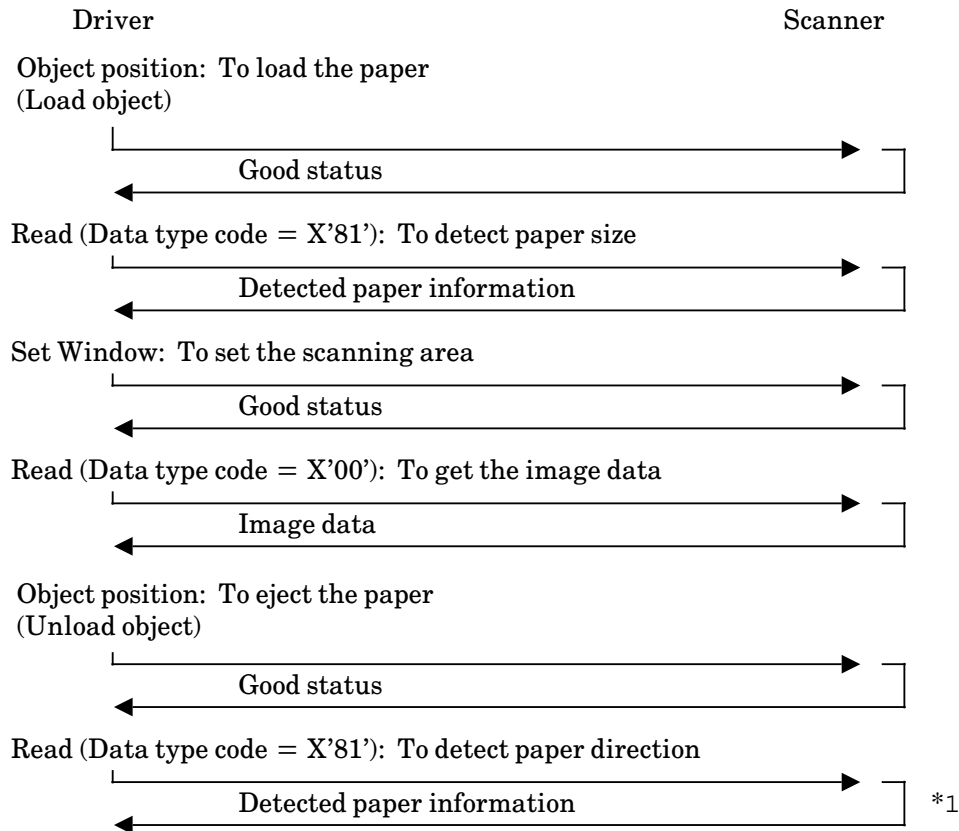 Driver Scanner
Object position: To load the paper
(Load object)
Good status
Read (Data type code = X’81’): To detect paper size
Detected paper information
Set Window: To set the scanning area
Good status
Read (Data type code = X’00’): To get the image data
Image data
Object position: To eject the paper
(Unload object)
Good status
Read (Data type code = X’81’): To detect paper direction
Detected paper information *1